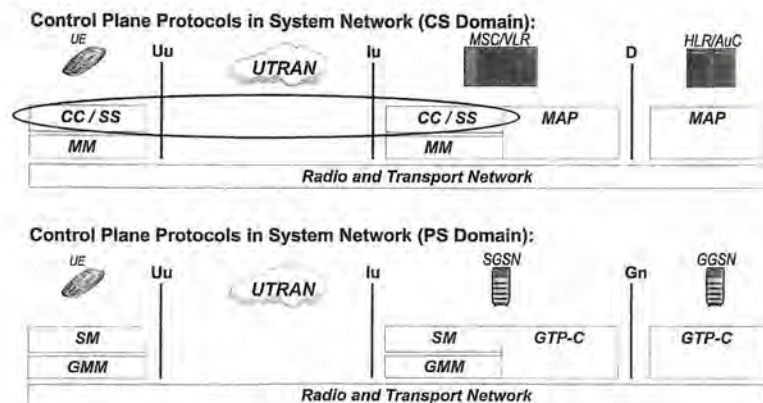 Control Plane Protocols in System Network (CS Domain):
UE Uu UTRAN Iu MSC/VLR D HLR/AuC
CC / SS CC / SS MAP MAP
MM MM
Radio and Transport Network
Control Plane Protocols in System Network (PS Domain):
UE Uu UTRAN Iu SGSN Gn GGSN
SM SM GTP-C GTP-C
GMM GMM
Radio and Transport Network